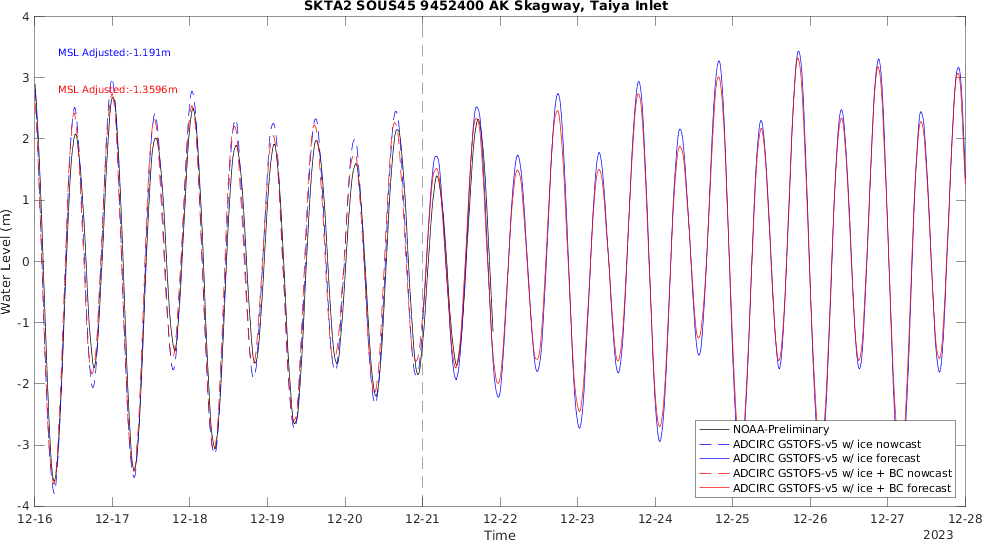 SKTA2 SOUS45 9452400 AK Skagway, Taiya Inlet
4
MSL Adjusted:-1.191m
3
MSL Adjusted:-1.3596m
2
1
0
-1
-2
-3
-4
Water Level (m)
NOAA-Preliminary
ADCIRC GSTOFS-v5 w/ ice nowcast
ADCIRC GSTOFS-v5 w/ ice forecast
ADCIRC GSTOFS-v5 w/ ice + BC nowcast
ADCIRC GSTOFS-v5 w/ ice + BC forecast
12-16 12-17 12-18 12-19 12-20 12-21 12-22 12-23 12-24 12-25 12-26 12-27 12-28
Time
2023